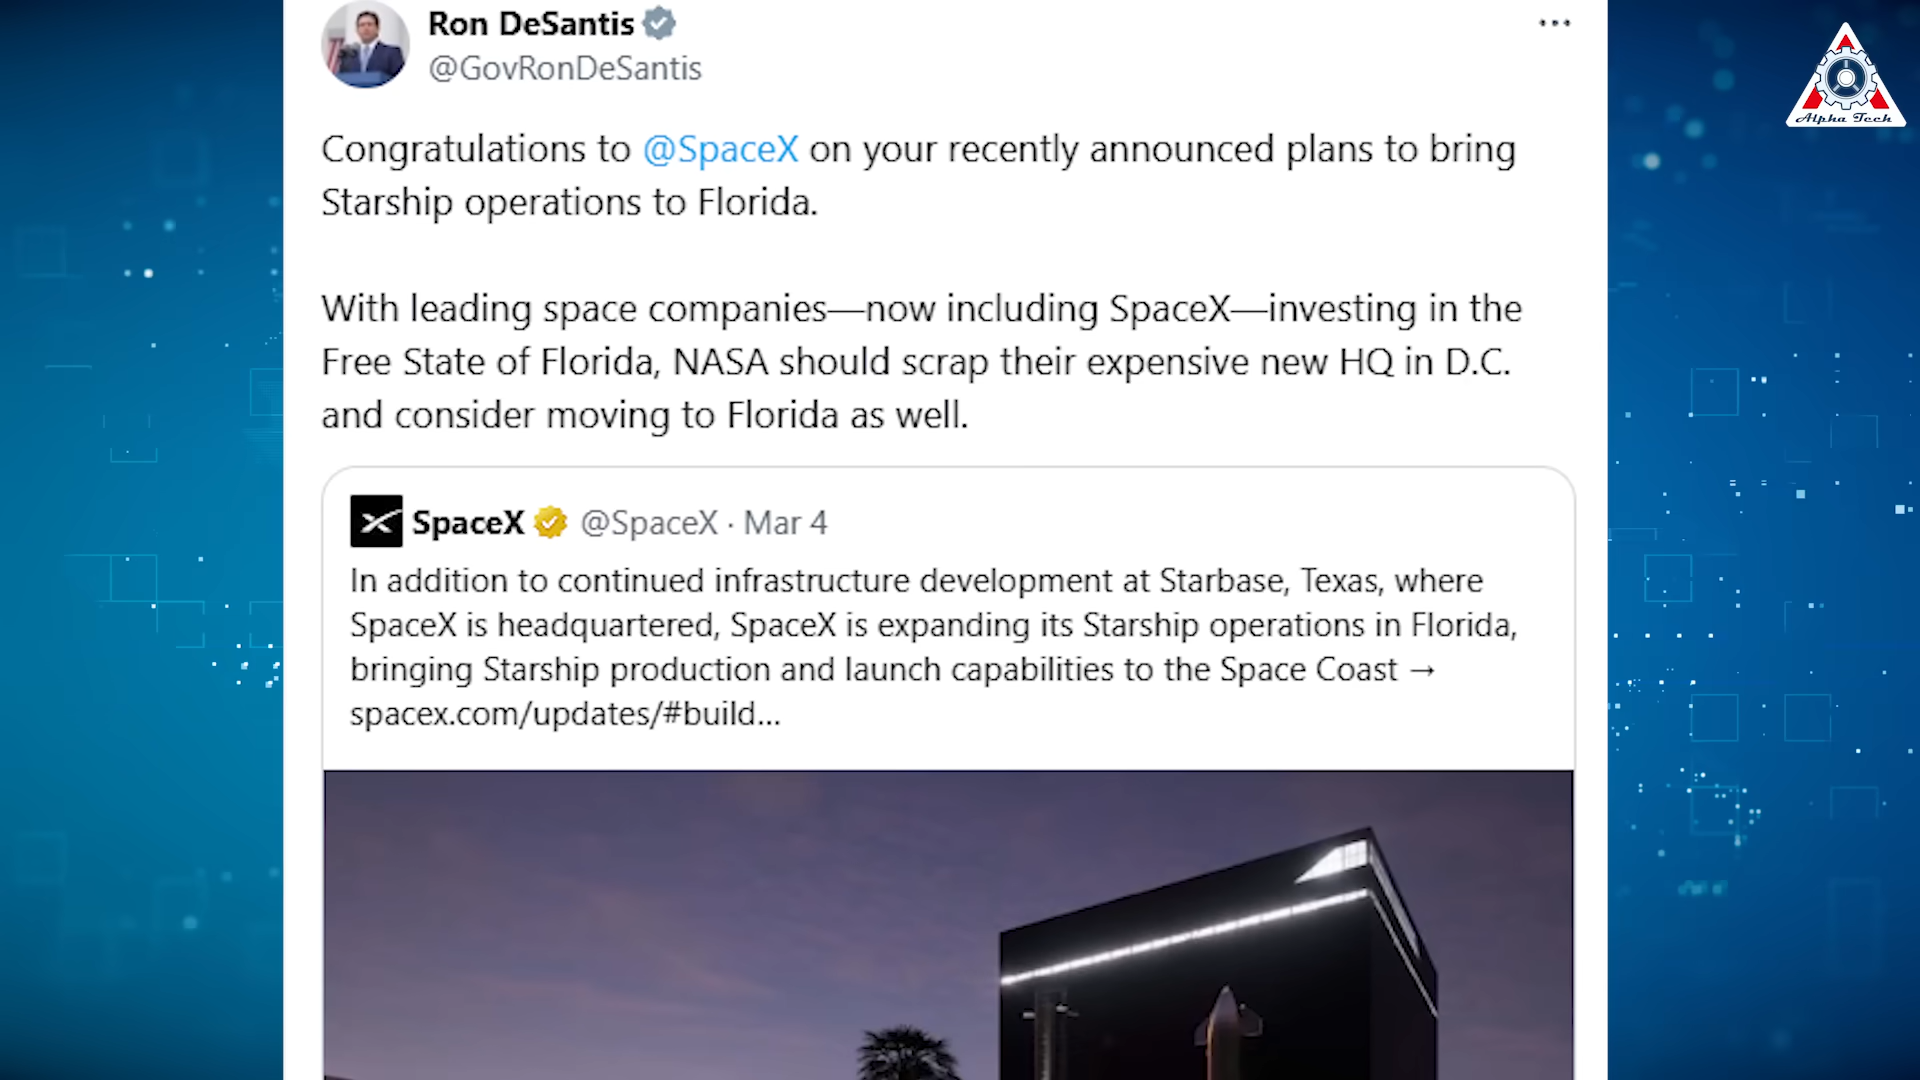 Ron DeSantis
@GovRonDeSantis
Congratulations to @SpaceX on your recently announced plans to bring
Starship operations to Florida.
With leading space companies—now including SpaceX—investing in the
Free State of Florida, NASA should scrap their expensive new HQ in D.C.
and consider moving to Florida as well.
SpaceX @SpaceX · Mar 4
In addition to continued infrastructure development at Starbase, Texas, where
SpaceX is headquartered, SpaceX is expanding its Starship operations in Florida,
bringing Starship production and launch capabilities to the Space Coast →
spacex.com/updates/#build...
Alpha Tech